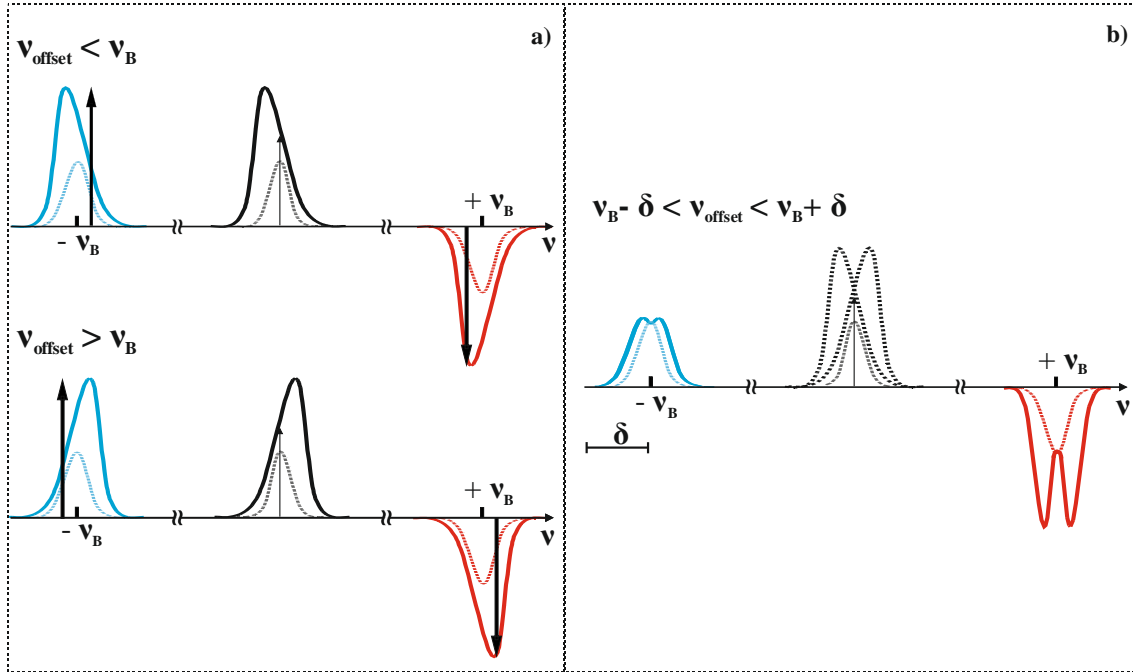 a)
ν_offset < ν_B
- ν_B
+ ν_B
ν
ν_offset > ν_B
- ν_B
+ ν_B
ν
b)
ν_B - δ < ν_offset < ν_B + δ
- ν_B
+ ν_B
ν
δ